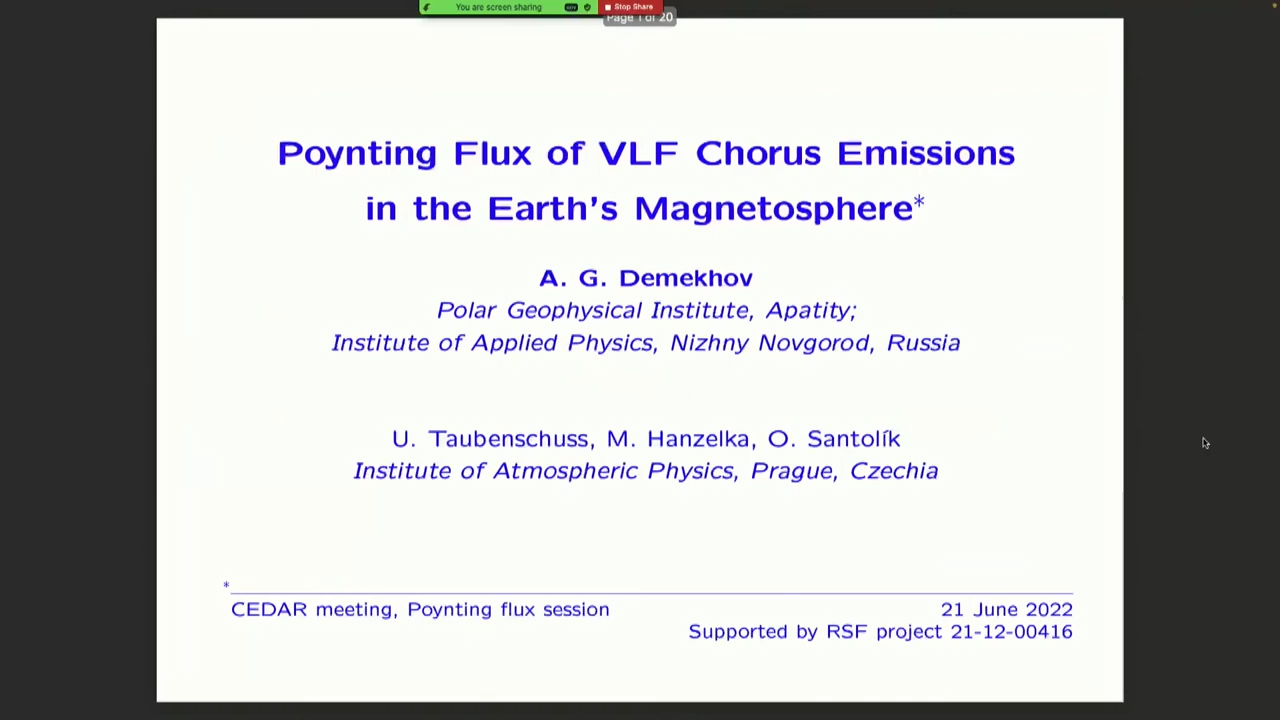 You are screen sharing
Stop Share
Page 1 of 20
Poynting Flux of VLF Chorus Emissions
in the Earth's Magnetosphere*
A. G. Demekhov
Polar Geophysical Institute, Apatity;
Institute of Applied Physics, Nizhny Novgorod, Russia
U. Taubenschuss, M. Hanzelka, O. Santolík
Institute of Atmospheric Physics, Prague, Czechia
*
CEDAR meeting, Poynting flux session
21 June 2022
Supported by RSF project 21-12-00416